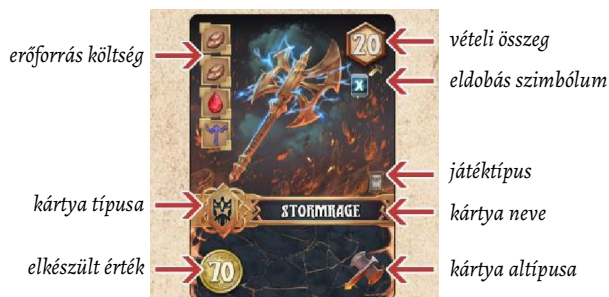 erőforrás költség
20
vételi összeg
X
eldobás szimbólum
játéktípus
kártya típusa
STORMRAGE
kártya neve
elkészült érték
70
kártya altípusa